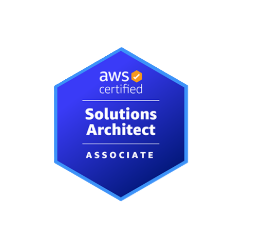 aws
certified
Solutions
Architect
ASSOCIATE